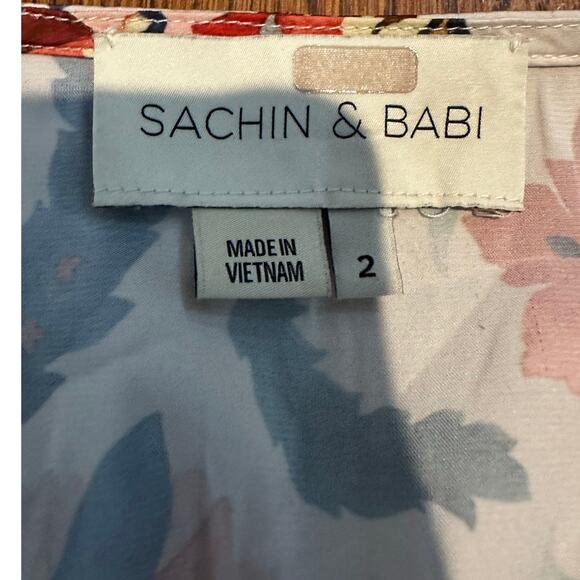 SACHIN & BABI
MADE IN
VIETNAM
2